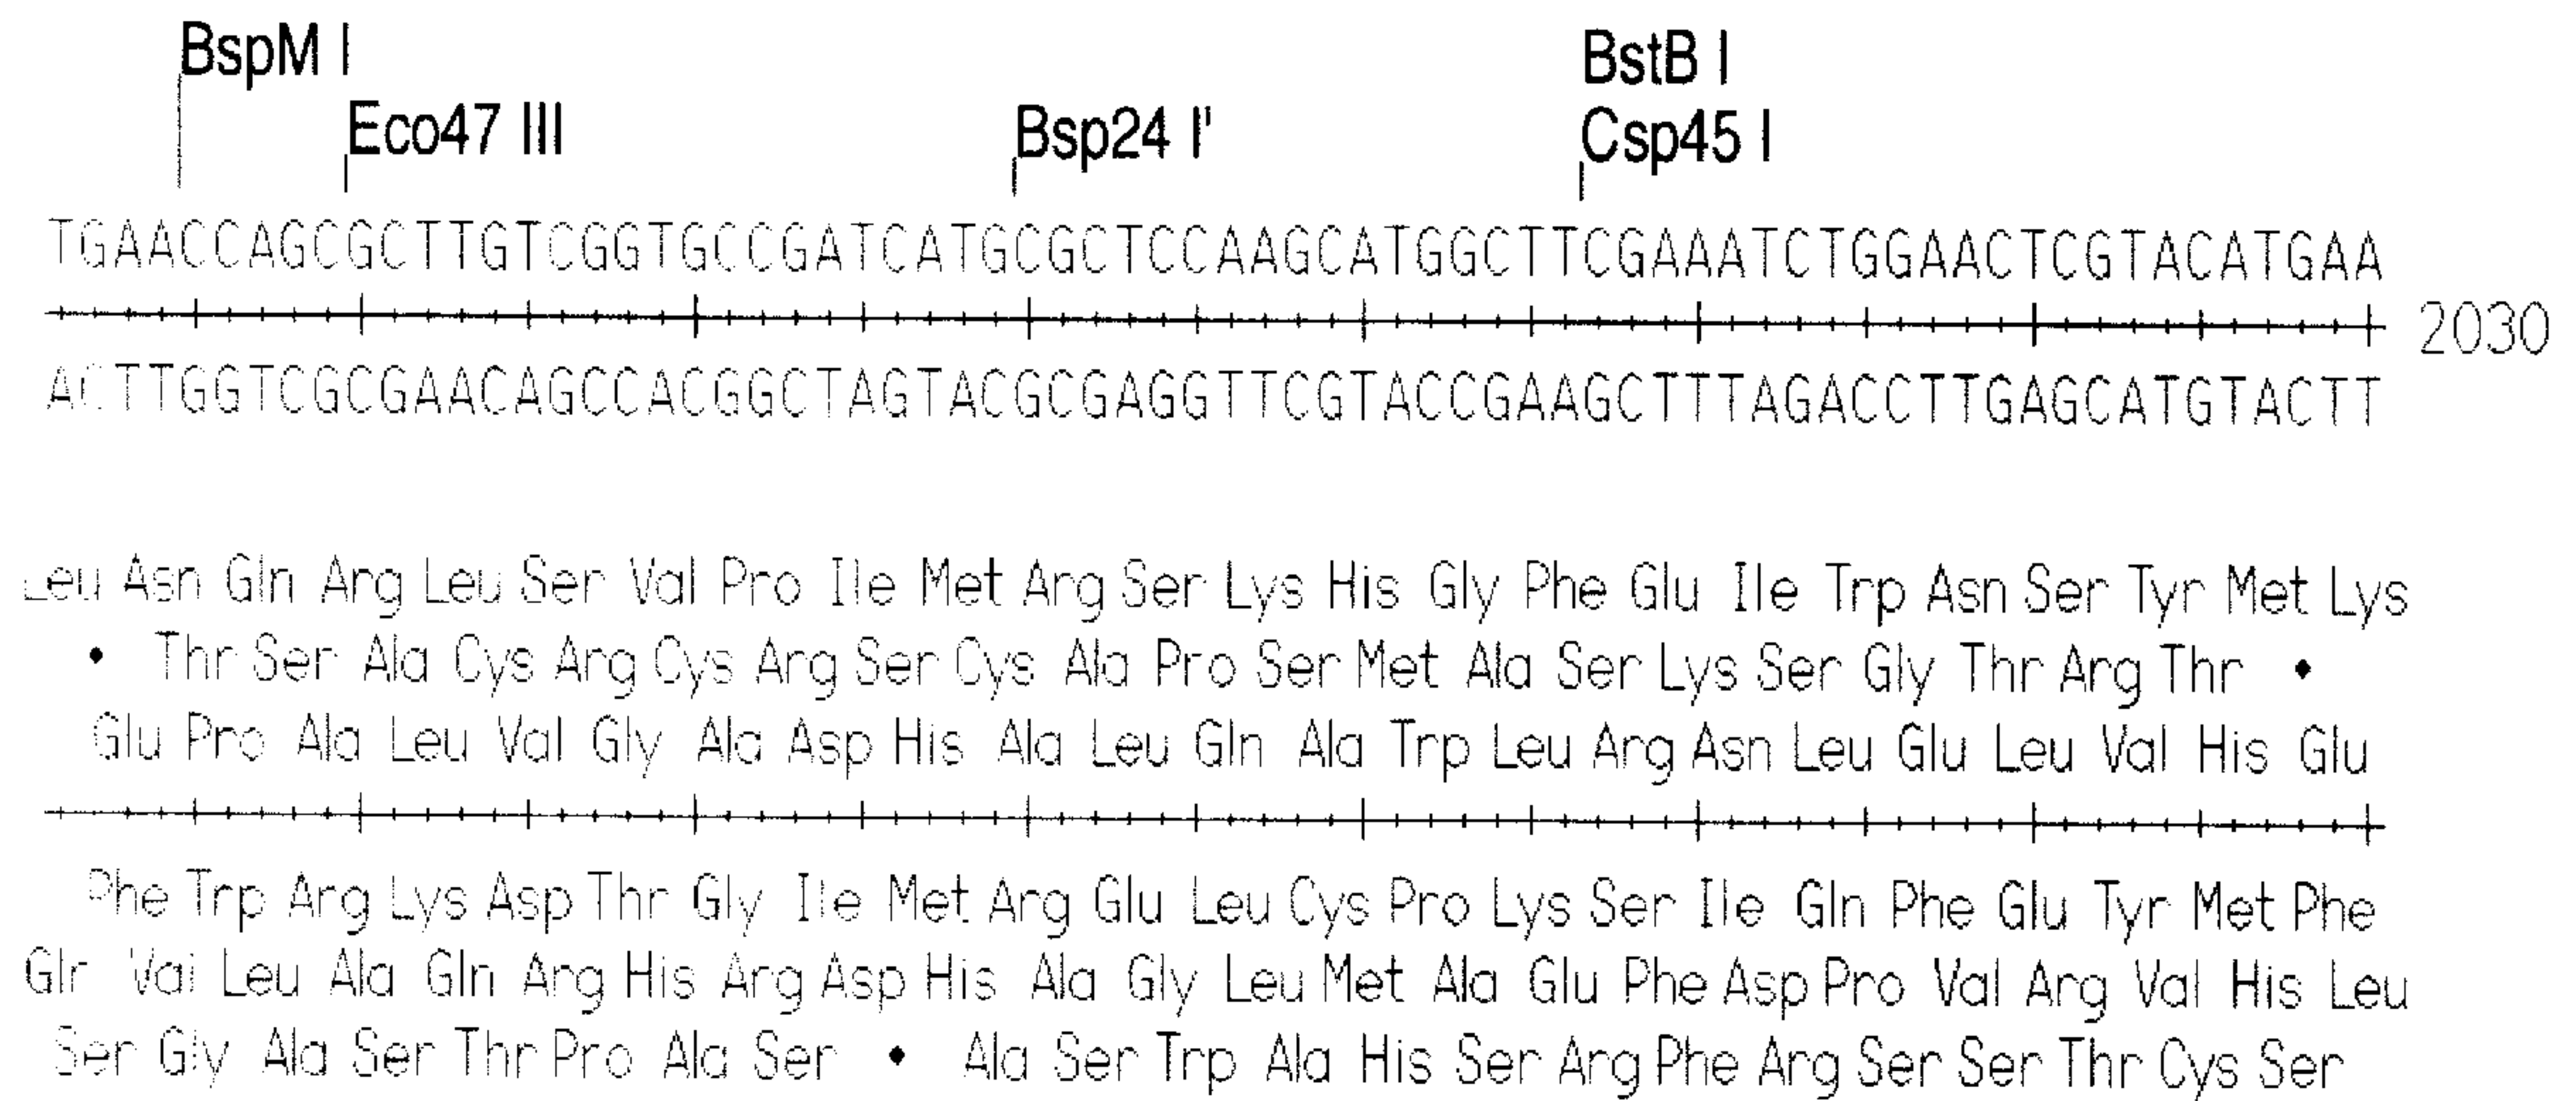 BspM I
BstB I
Eco47 III
Bsp24 I'
Csp45 I
TGAACCAGCGCTTGTCGGTGCCGATCATGCGCTCCAAGCATGGCTTCGAAATCTGGAACTCGTACATGAA
2030
ACTTGGTCGCGAACAGCCACGGCTAGTACGCGAGGTTCGTACCGAAGCTTTAGACCTTGAGCATGTACTT
Leu Asn Gln Arg Leu Ser Val Pro Ile Met Arg Ser Lys His Gly Phe Glu Ile Trp Asn Ser Tyr Met Lys
• Thr Ser Ala Cys Arg Cys Arg Ser Cys Ala Pro Ser Met Ala Ser Lys Ser Gly Thr Arg Thr •
Glu Pro Ala Leu Val Gly Ala Asp His Ala Leu Gln Ala Trp Leu Arg Asn Leu Glu Leu Val His Glu
Phe Trp Arg Lys Asp Thr Gly Ile Met Arg Glu Leu Cys Pro Lys Ser Ile Gln Phe Glu Tyr Met Phe
Gln Val Leu Ala Gln Arg His Arg Asp His Ala Gly Leu Met Ala Glu Phe Asp Pro Val Arg Val His Leu
Ser Gly Ala Ser Thr Pro Ala Ser • Ala Ser Trp Ala His Ser Arg Phe Arg Ser Ser Thr Cys Ser